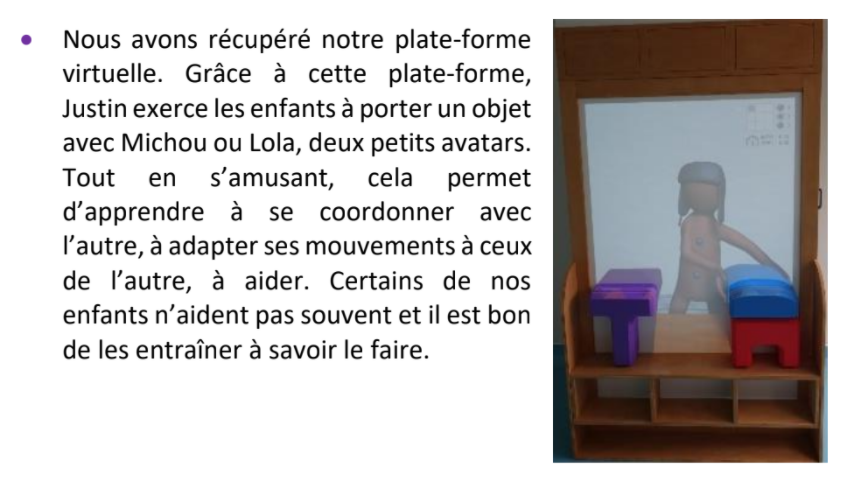 • Nous avons récupéré notre plate-forme
virtuelle. Grâce à cette plate-forme,
Justin exerce les enfants à porter un objet
avec Michou ou Lola, deux petits avatars.
Tout en s’amusant, cela permet
d’apprendre à se coordonner avec
l’autre, à adapter ses mouvements à ceux
de l’autre, à aider. Certains de nos
enfants n’aident pas souvent et il est bon
de les entraîner à savoir le faire.